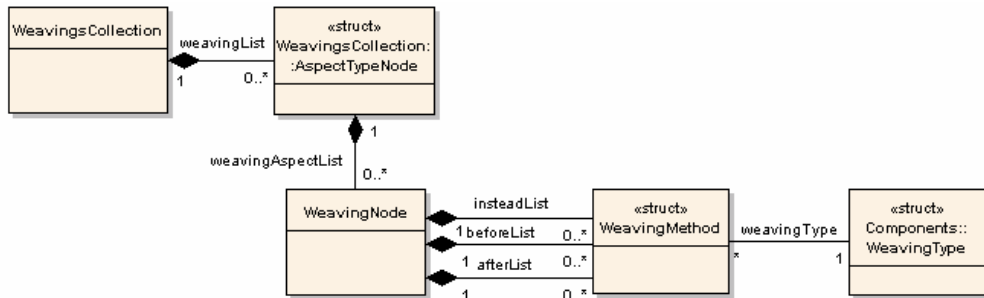 WeavingsCollection
weavingList
1
0..*
«struct»
WeavingsCollection:
:AspectTypeNode
1
weavingAspectList
0..*
WeavingNode
insteadList
1
0..*
beforeList
1
0..*
afterList
1
0..*
«struct»
WeavingMethod
weavingType
*
1
«struct»
Components::
WeavingType